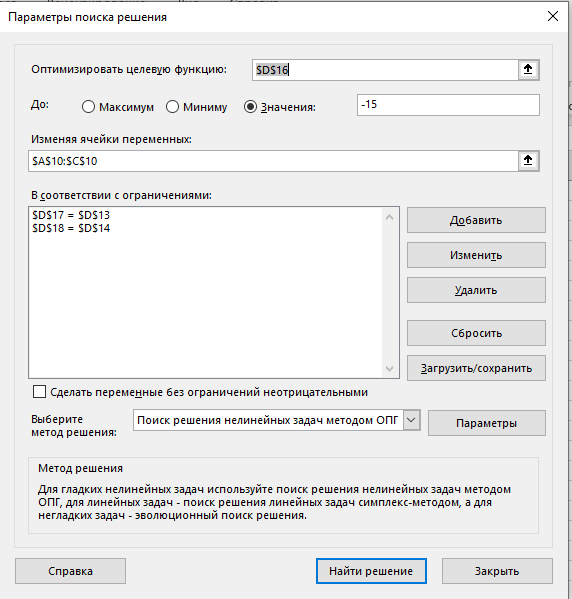 Параметры поиска решения
Оптимизировать целевую функцию: $D$16
До: Максимум Миниму Значения: -15
Изменяя ячейки переменных:
$A$10:$C$10
В соответствии с ограничениями:
$D$17 = $D$13
$D$18 = $D$14
Добавить
Изменить
Удалить
Сбросить
Загрузить/сохранить
Сделать переменные без ограничений неотрицательными
Выберите
метод решения:
Поиск решения нелинейных задач методом ОПГ
Параметры
Метод решения
Для гладких нелинейных задач используйте поиск решения нелинейных задач методом
ОПГ, для линейных задач - поиск решения линейных задач симплекс-методом, а для
негладких задач - эволюционный поиск решения.
Справка
Найти решение
Закрыть